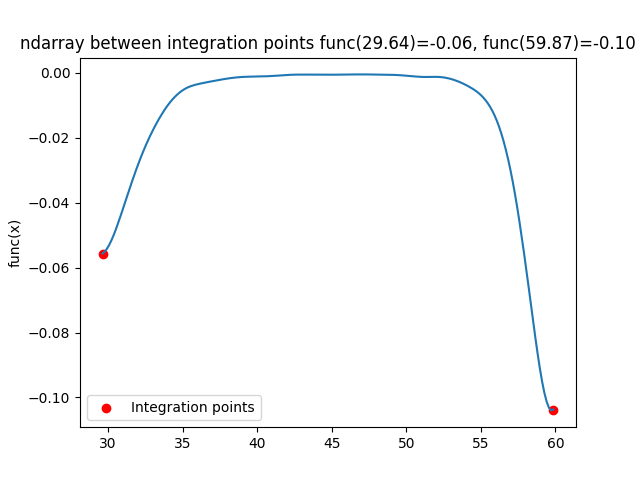 ndarray between integration points func(29.64)=-0.06, func(59.87)=-0.10
0.00
−0.02
−0.04
−0.06
−0.08
−0.10
func(x)
Integration points
30 35 40 45 50 55 60